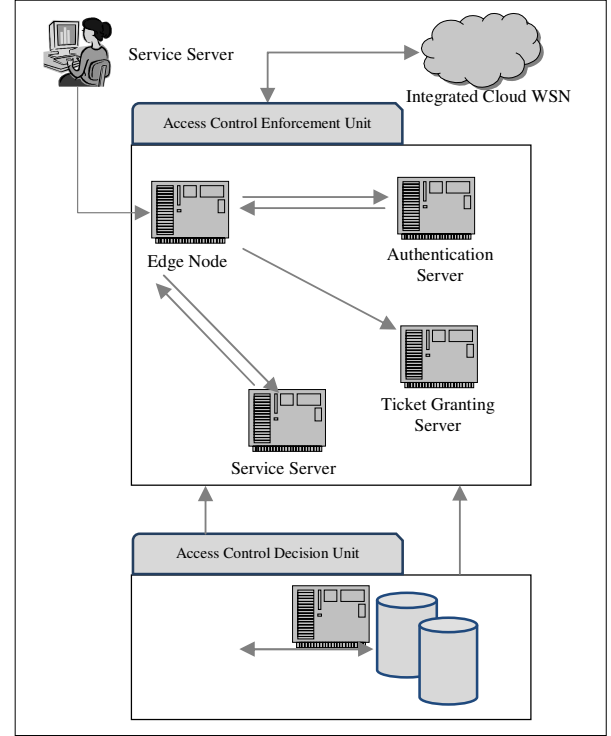 Service Server
Integrated Cloud WSN
Access Control Enforcement Unit
Edge Node
Authentication
Server
Ticket Granting
Server
Service Server
Access Control Decision Unit